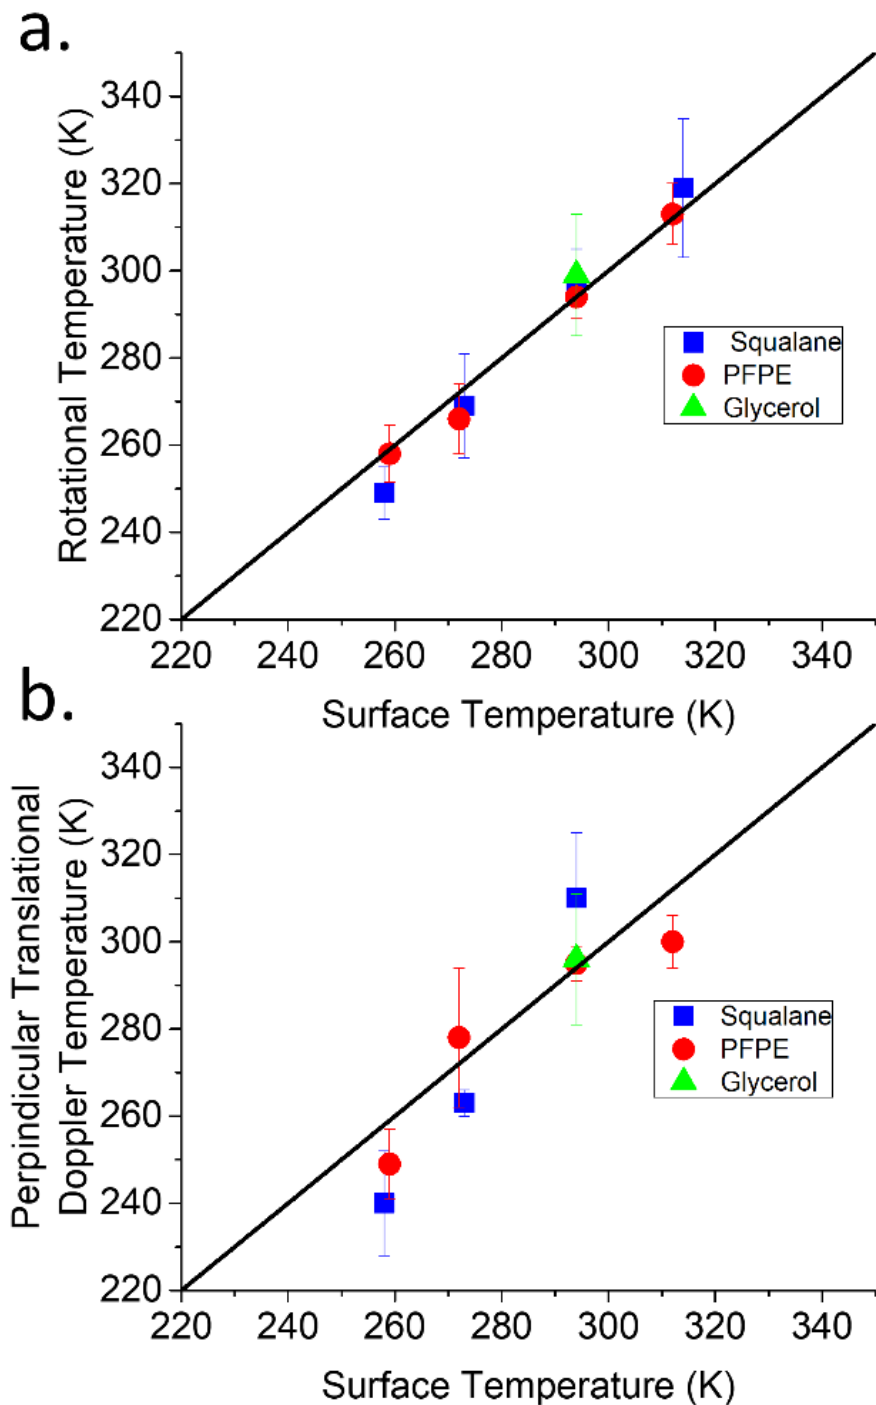 a.
Rotational Temperature (K)
340
320
300
280
260
240
220
Squalane
PFPE
Glycerol
220 240 260 280 300 320 340
Surface Temperature (K)
b.
Perpindicular Translational
Doppler Temperature (K)
340
320
300
280
260
240
220
Squalane
PFPE
Glycerol
220 240 260 280 300 320 340
Surface Temperature (K)